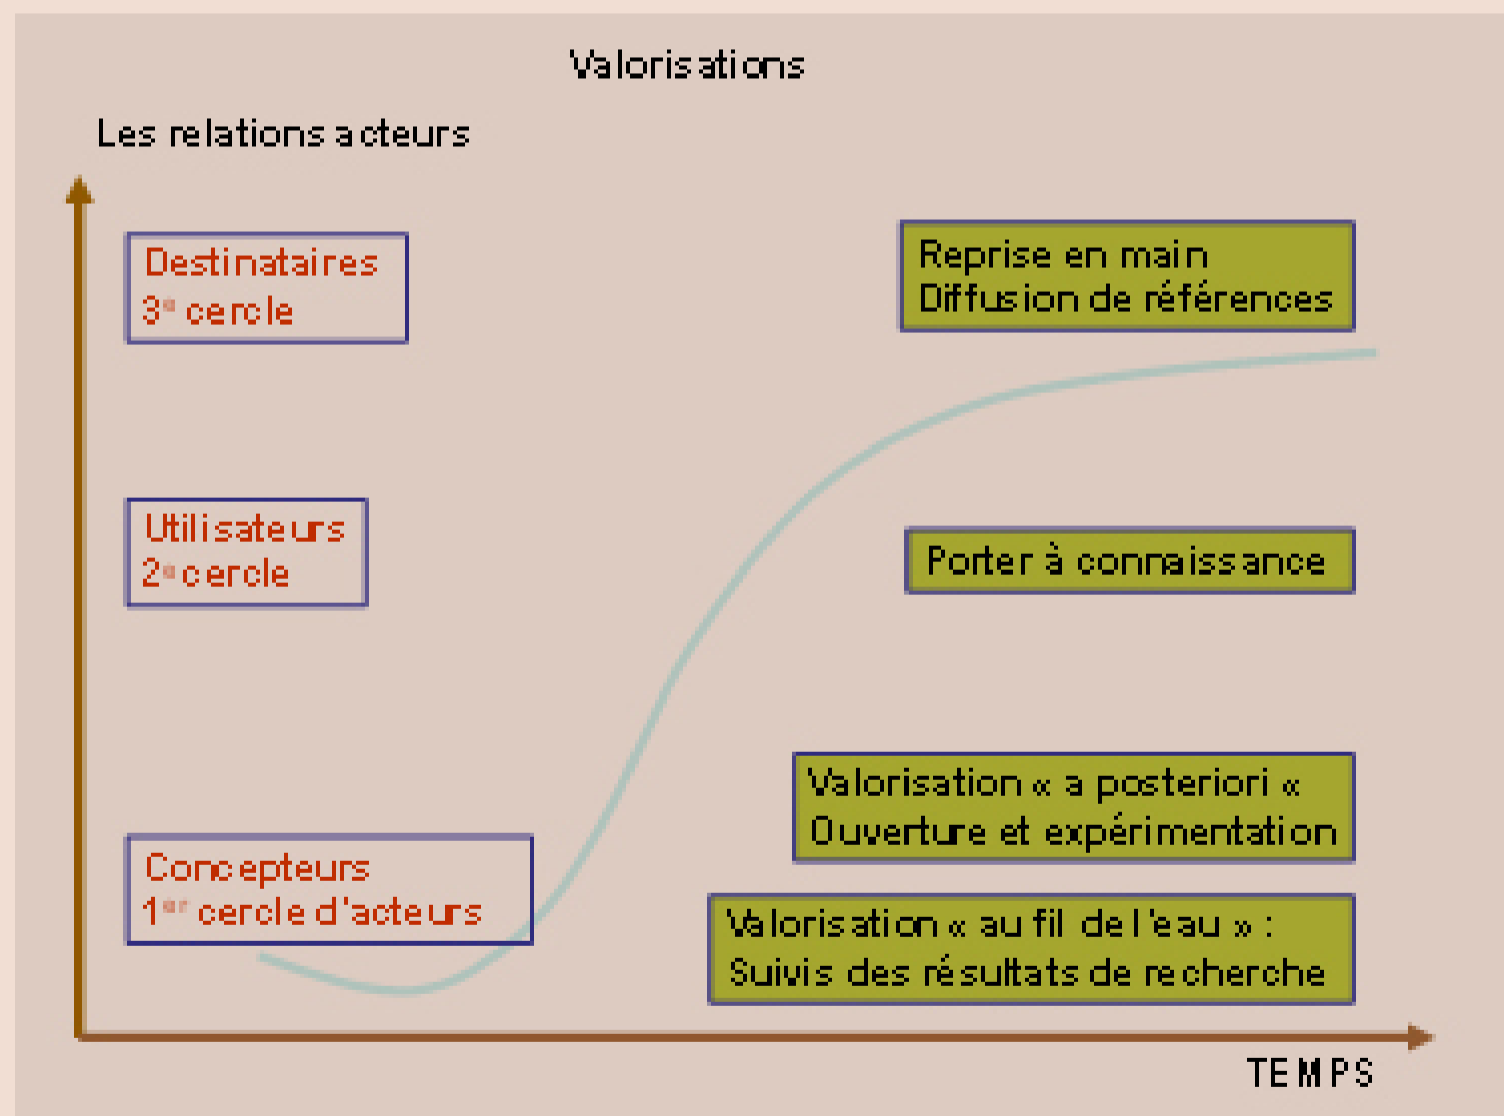 Valorisations
Les relations acteurs
Destinataires
3e cercle
Reprise en main
Diffusion de références
Utilisateurs
2e cercle
Porter à connaissance
Valorisation « a posteriori «
Ouverture et expérimentation
Concepteurs
1er cercle d'acteurs
Valorisation « au fil de l'eau » :
Suivis des résultats de recherche
TEMPS